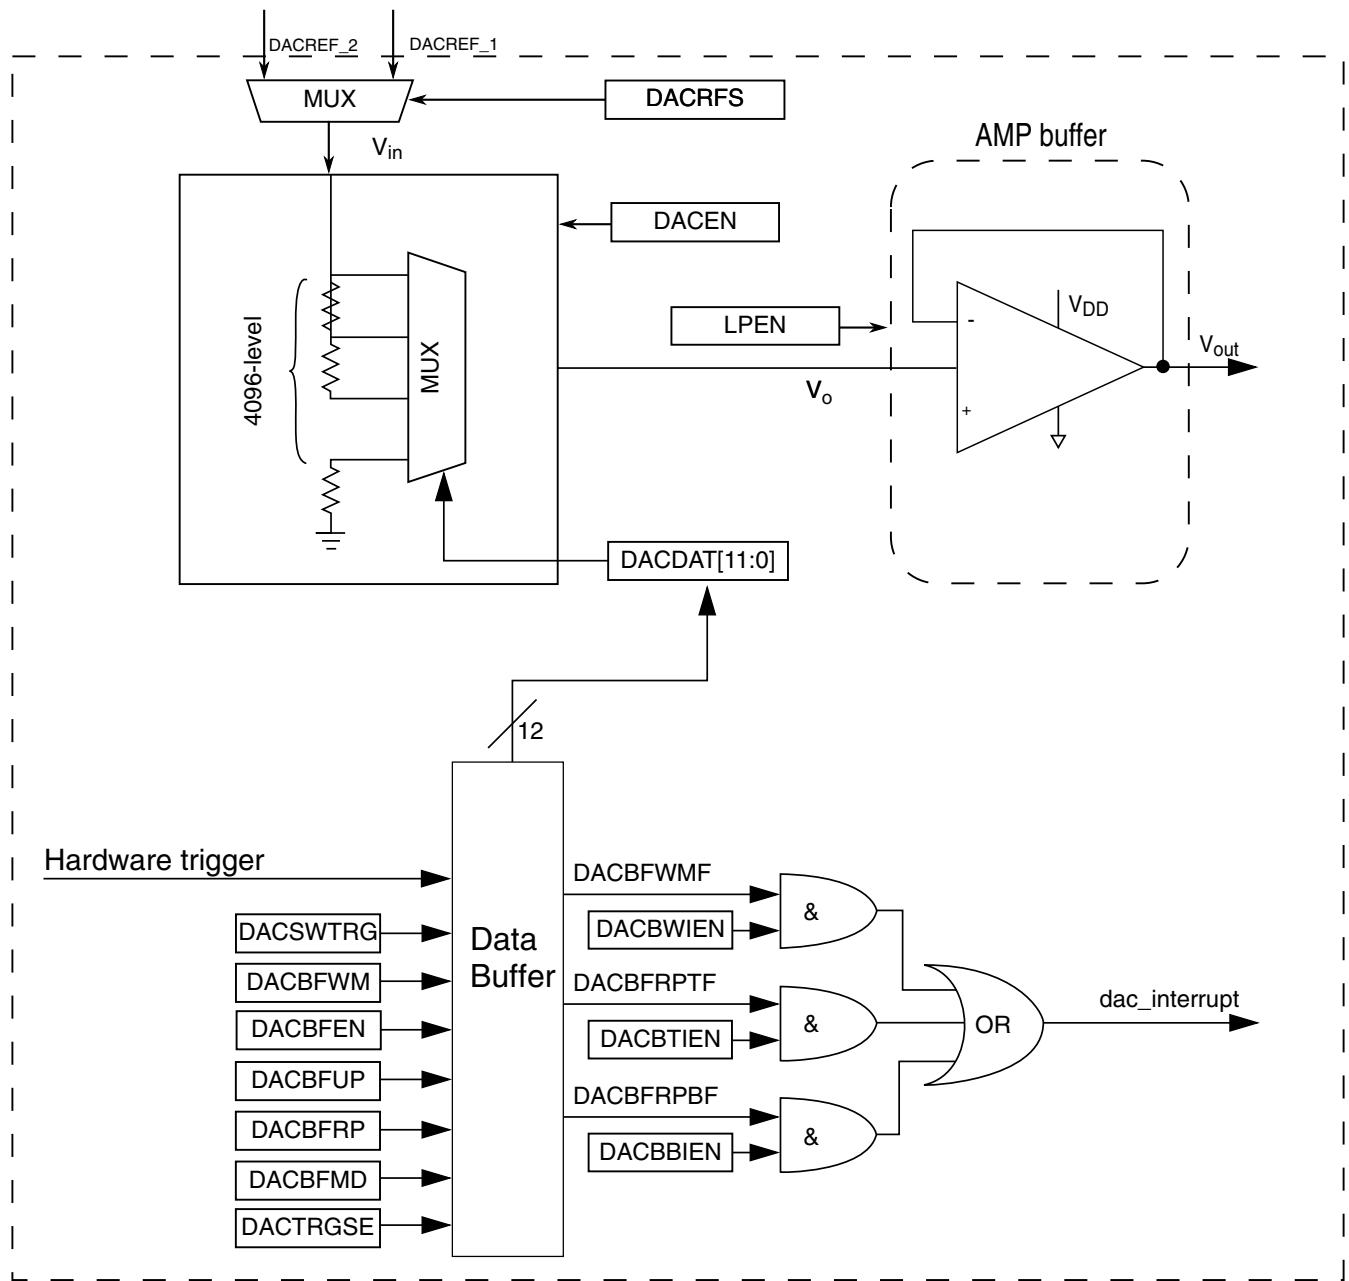 DACREF_2
DACREF_1
MUX
DACRFS
Vin
AMP buffer
DACEN
LPEN
VDD
-
+
Vout
4096-level
MUX
Vo
DACDAT[11:0]
12
Hardware trigger
DACSWTRG
DACBFWM
DACBFEN
DACBFUP
DACBFRP
DACBFMD
DACTRGSE
Data
Buffer
DACBFWMF
DACBWIEN
&
DACBFRPTF
DACBTIEN
&
DACBFRPBF
DACBBIEN
&
OR
dac_interrupt